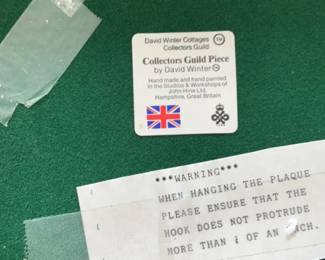 David Winter Cottages TM
Collectors Guild
Collectors Guild Piece
by David Winter
Hand made and hand painted
in the Studios & Workshops of
John Hine Ltd.
Hampshire, Great Britain
***WARNING***
WHEN HANGING THE PLAQUE
PLEASE ENSURE THAT THE
HOOK DOES NOT PROTRUDE
MORE THAN OF AN INCH.